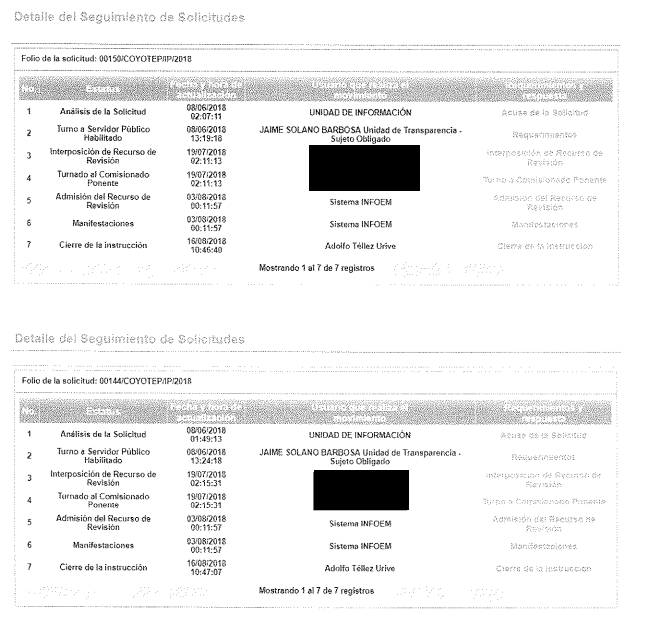 Detalle del Seguimiento de Solicitudes
Folio de la solicitud: 00150/COYOTEP/IP/2018
No. Estatus Fecha y hora de actualización Usuario que realiza el movimiento Requerimientos y respuesta
1 Análisis de la Solicitud 08/06/2018 02:07:11 UNIDAD DE INFORMACIÓN Acuse de la Solicitud
2 Turno a Servidor Público Habilitado 08/06/2018 13:19:18 JAIME SOLANO BARBOSA Unidad de Transparencia - Sujeto Obligado Requerimientos
3 Interposición de Recurso de Revisión 19/07/2018 02:11:13 Interposición de Recurso de Revisión
4 Turnado al Comisionado Ponente 19/07/2018 02:11:13 Turno a Comisionado Ponente
5 Admisión del Recurso de Revisión 03/08/2018 00:11:57 Sistema INFOEM Admisión del Recurso de Revisión
6 Manifestaciones 03/08/2018 00:11:57 Sistema INFOEM Manifestaciones
7 Cierre de la instrucción 16/08/2018 10:46:40 Adolfo Téllez Urive Cierre de la instrucción
Mostrando 1 al 7 de 7 registros
Detalle del Seguimiento de Solicitudes
Folio de la solicitud: 00144/COYOTEP/IP/2018
No. Estatus Fecha y hora de actualización Usuario que realiza el movimiento Requerimientos y respuesta
1 Análisis de la Solicitud 08/06/2018 01:49:13 UNIDAD DE INFORMACIÓN Acuse de la Solicitud
2 Turno a Servidor Público Habilitado 08/06/2018 13:24:18 JAIME SOLANO BARBOSA Unidad de Transparencia - Sujeto Obligado Requerimientos
3 Interposición de Recurso de Revisión 19/07/2018 02:15:31 Interposición de Recurso de Revisión
4 Turnado al Comisionado Ponente 19/07/2018 02:15:31 Turno a Comisionado Ponente
5 Admisión del Recurso de Revisión 03/08/2018 00:11:57 Sistema INFOEM Admisión del Recurso de Revisión
6 Manifestaciones 03/08/2018 00:11:57 Sistema INFOEM Manifestaciones
7 Cierre de la instrucción 16/08/2018 10:47:07 Adolfo Téllez Urive Cierre de la instrucción
Mostrando 1 al 7 de 7 registros